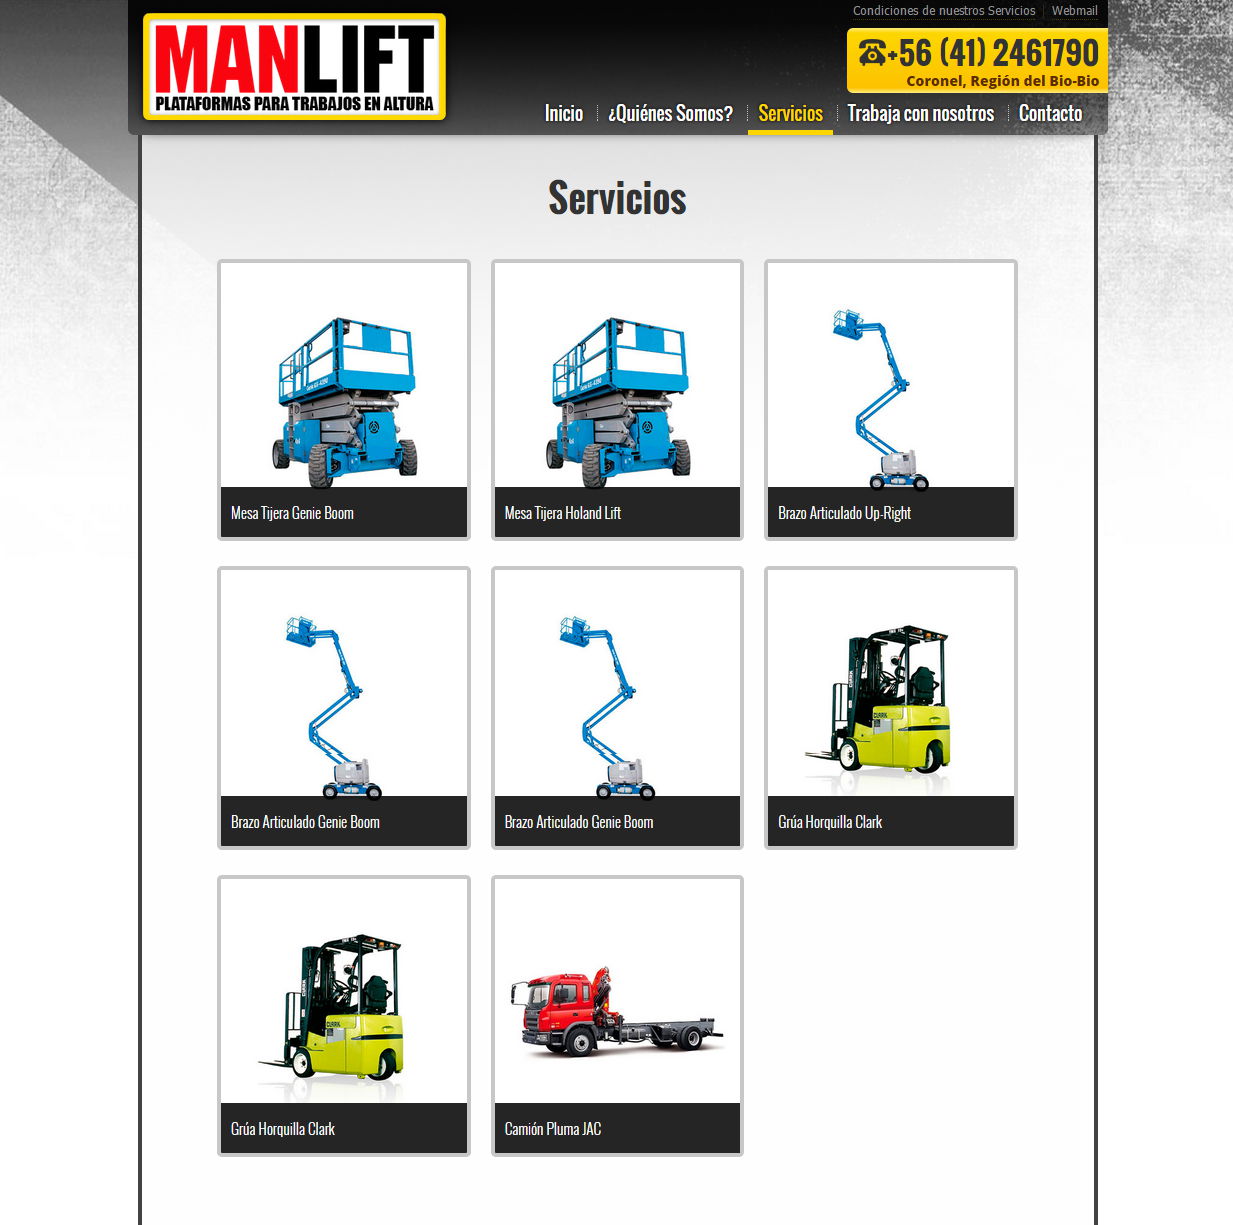 Condiciones de nuestros Servicios
Webmail
MANLIFT
PLATAFORMAS PARA TRABAJOS EN ALTURA
+56 (41) 2461790
Coronel, Región del Bio-Bio
Inicio
¿Quiénes Somos?
Servicios
Trabaja con nosotros
Contacto
Servicios
Mesa Tijera Genie Boom
Mesa Tijera Holand Lift
Brazo Articulado Up-Right
Brazo Articulado Genie Boom
Brazo Articulado Genie Boom
CLARK
Grúa Horquilla Clark
CLARK
Grúa Horquilla Clark
Camión Pluma JAC